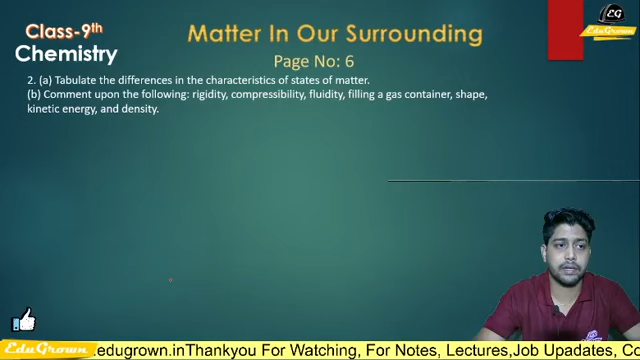 Class-9th
Chemistry
Matter In Our Surrounding
Page No: 6
EG
EduGrown
2. (a) Tabulate the differences in the characteristics of states of matter.
(b) Comment upon the following: rigidity, compressibility, fluidity, filling a gas container, shape,
kinetic energy, and density.
EduGrown
.edugrown.inThankyou For Watching, For Notes, Lectures,Job Upadates, Co